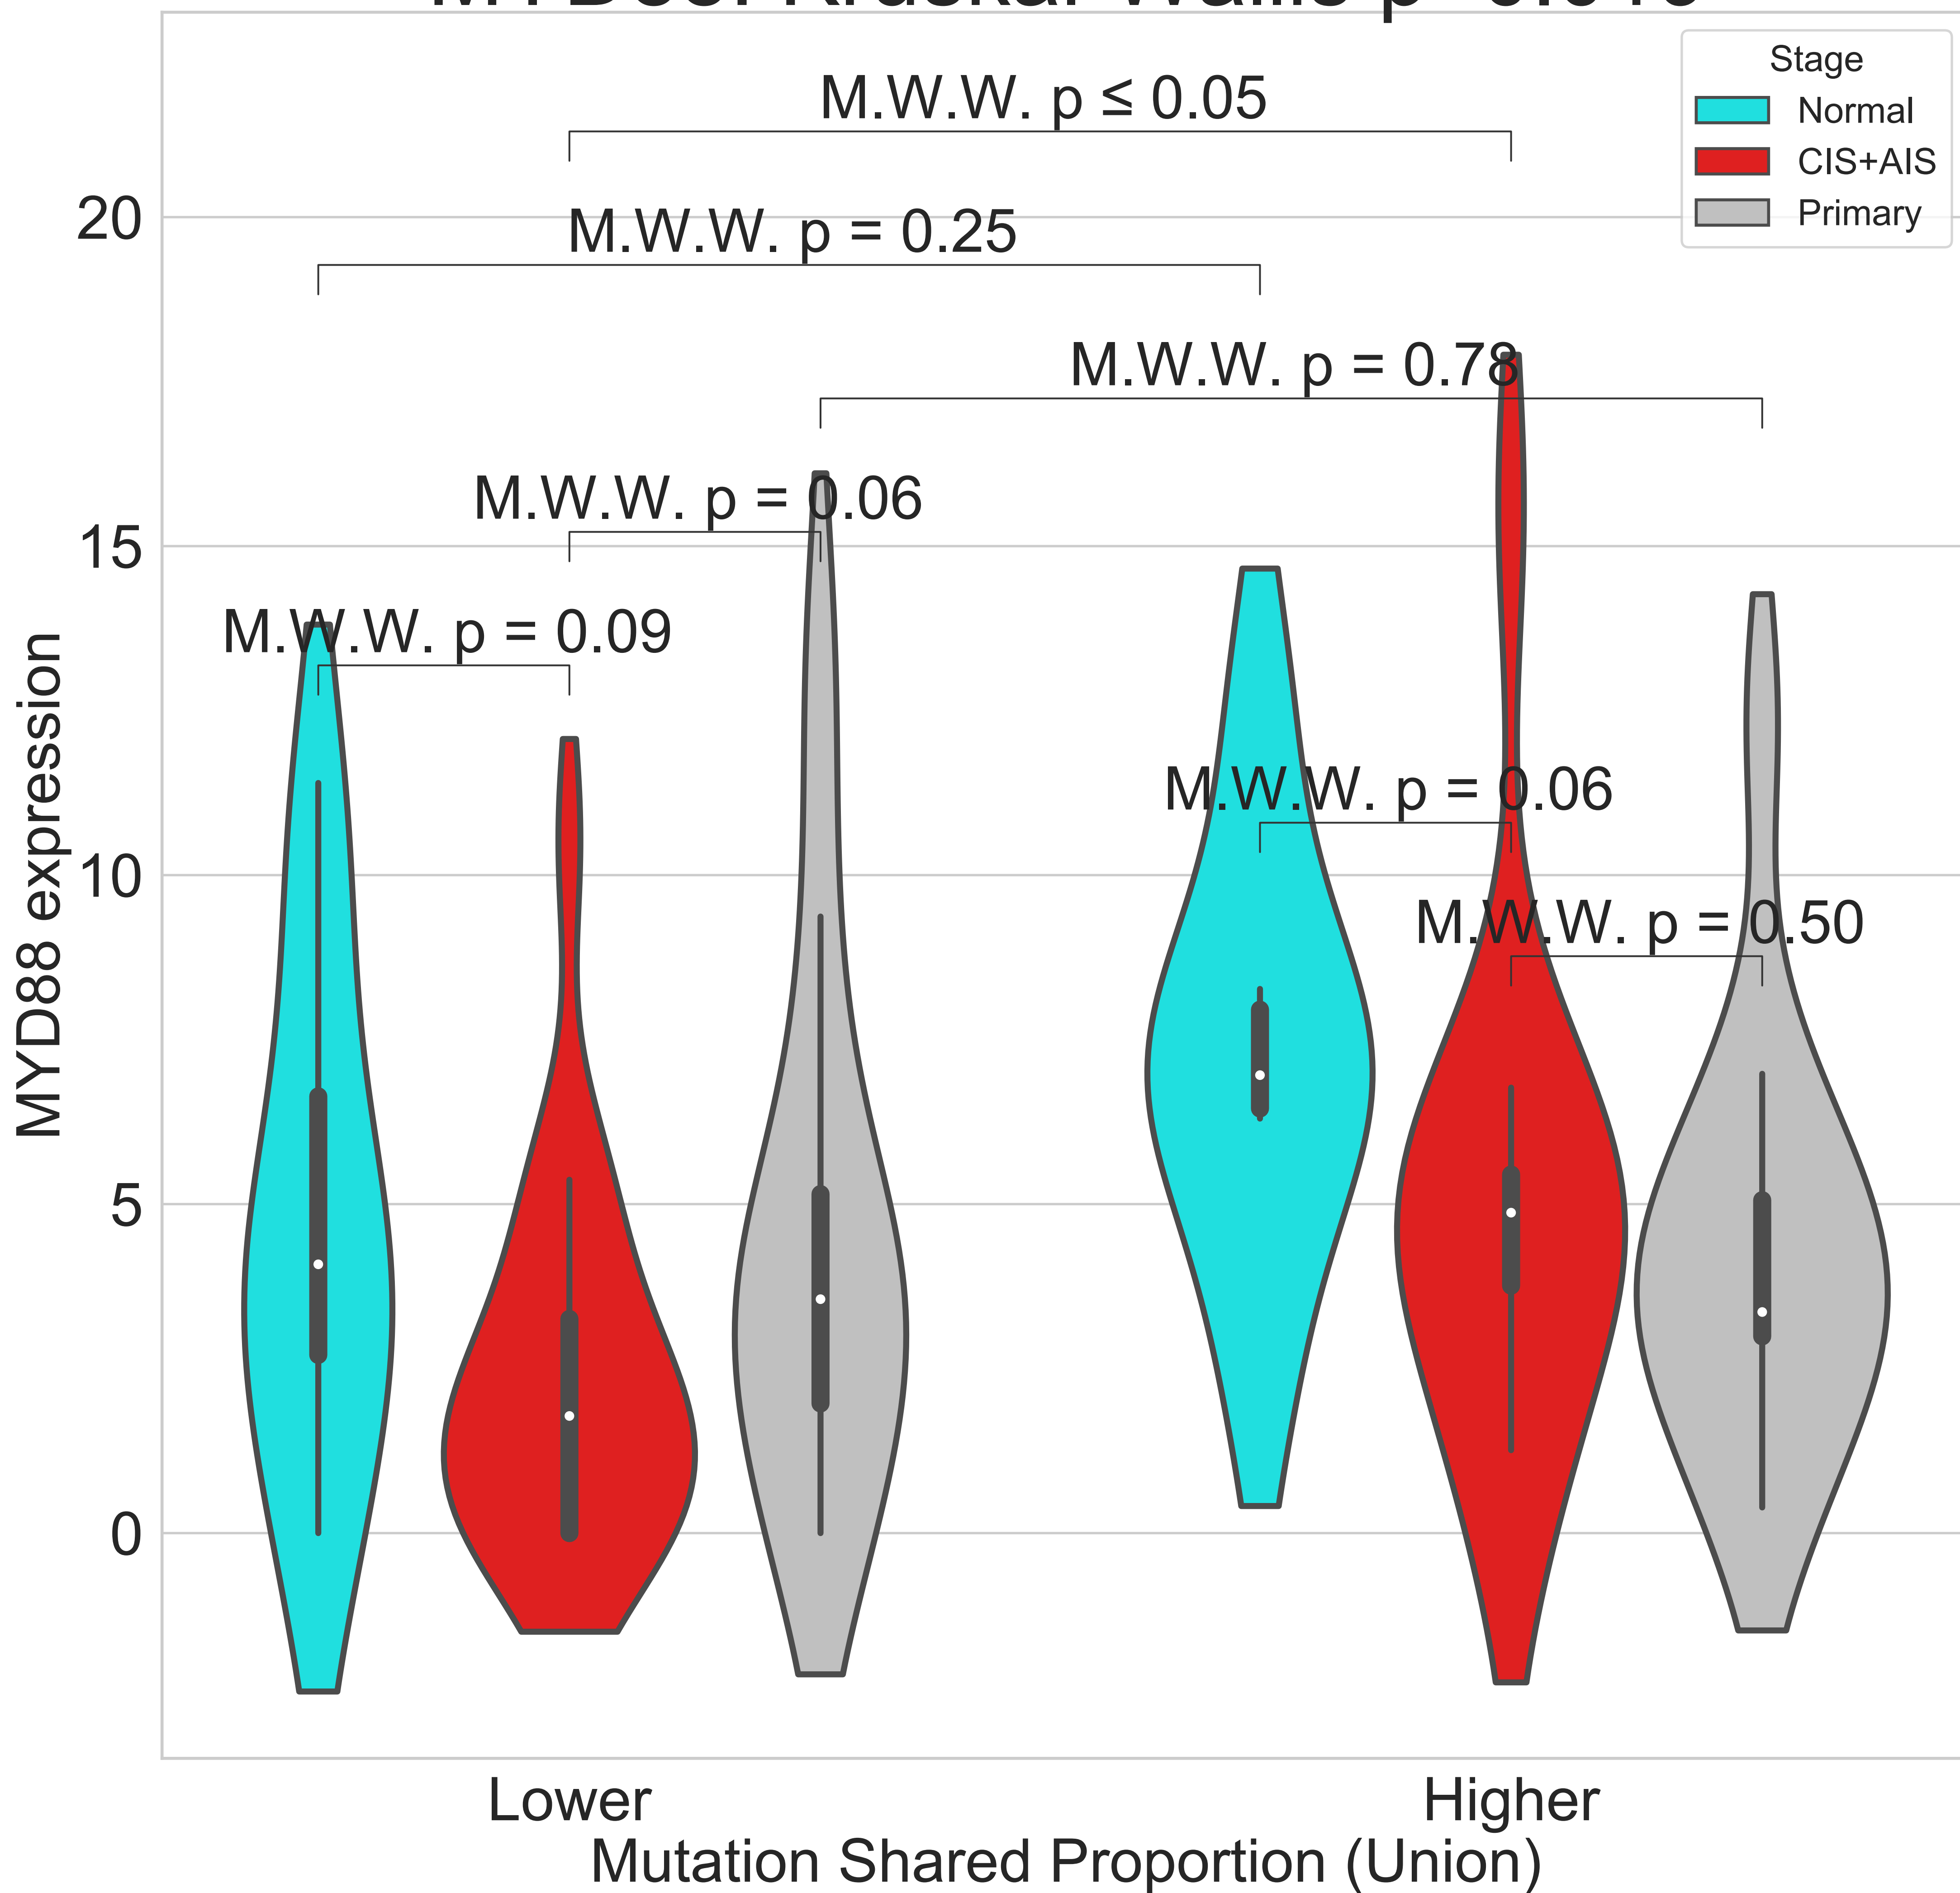 Stage
Normal
CIS+AIS
Primary
M.W.W. p ≤ 0.05
M.W.W. p = 0.25
M.W.W. p = 0.78
M.W.W. p = 0.06
M.W.W. p = 0.09
M.W.W. p = 0.06
M.W.W. p = 0.50
20
15
10
5
0
MYD88 expression
Lower
Higher
Mutation Shared Proportion (Union)